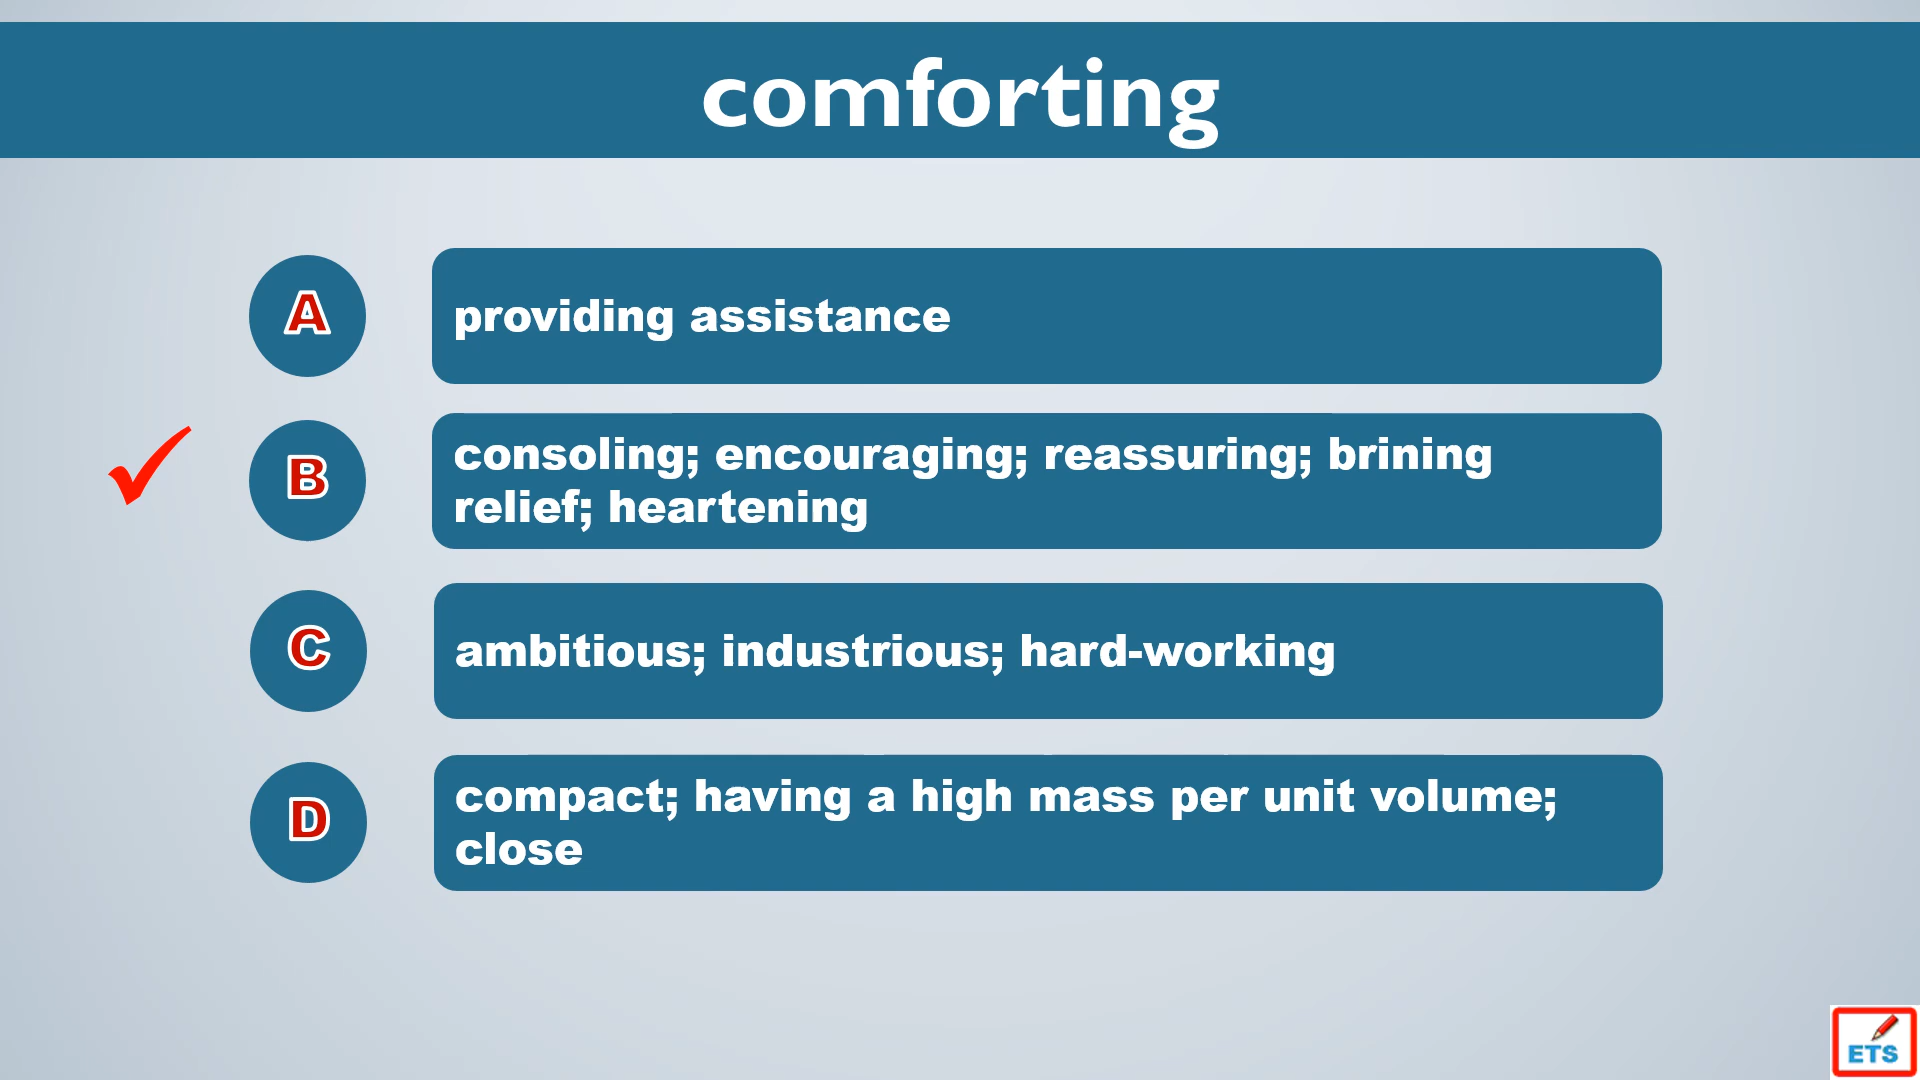 comforting
A
providing assistance
B
consoling; encouraging; reassuring; brining
relief; heartening
C
ambitious; industrious; hard-working
D
compact; having a high mass per unit volume;
close
ETS